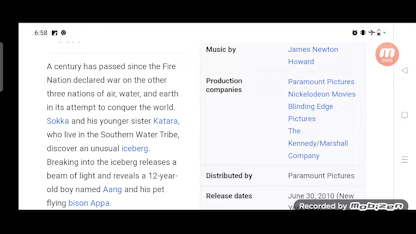 6:58
A century has passed since the Fire
Nation declared war on the other
three nations of air, water, and earth
in its attempt to conquer the world.
Sokka and his younger sister Katara,
who live in the Southern Water Tribe,
discover an unusual iceberg.
Breaking into the iceberg releases a
beam of light and reveals a 12-year-
old boy named Aang and his pet
flying bison Appa.
Music by
James Newton
Howard
Production
companies
Paramount Pictures
Nickelodeon Movies
Blinding Edge
Pictures
The
Kennedy/Marshall
Company
Distributed by
Paramount Pictures
Release dates
June 30, 2010 (New
Recorded by Mobizen